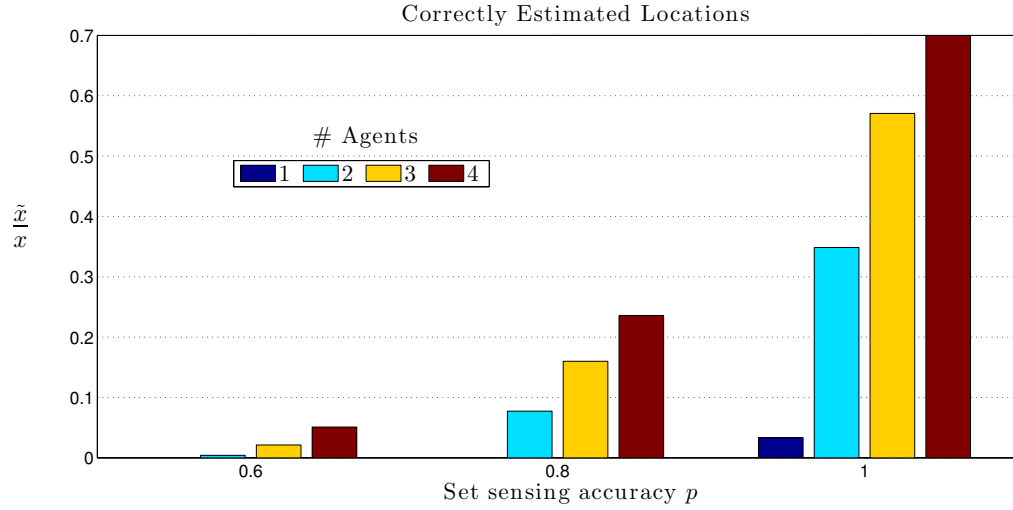 Correctly Estimated Locations
0.7
0.6
0.5
0.4
0.3
0.2
0.1
0
# Agents
1 2 3 4
x̃/x
0.6 0.8 1
Set sensing accuracy p